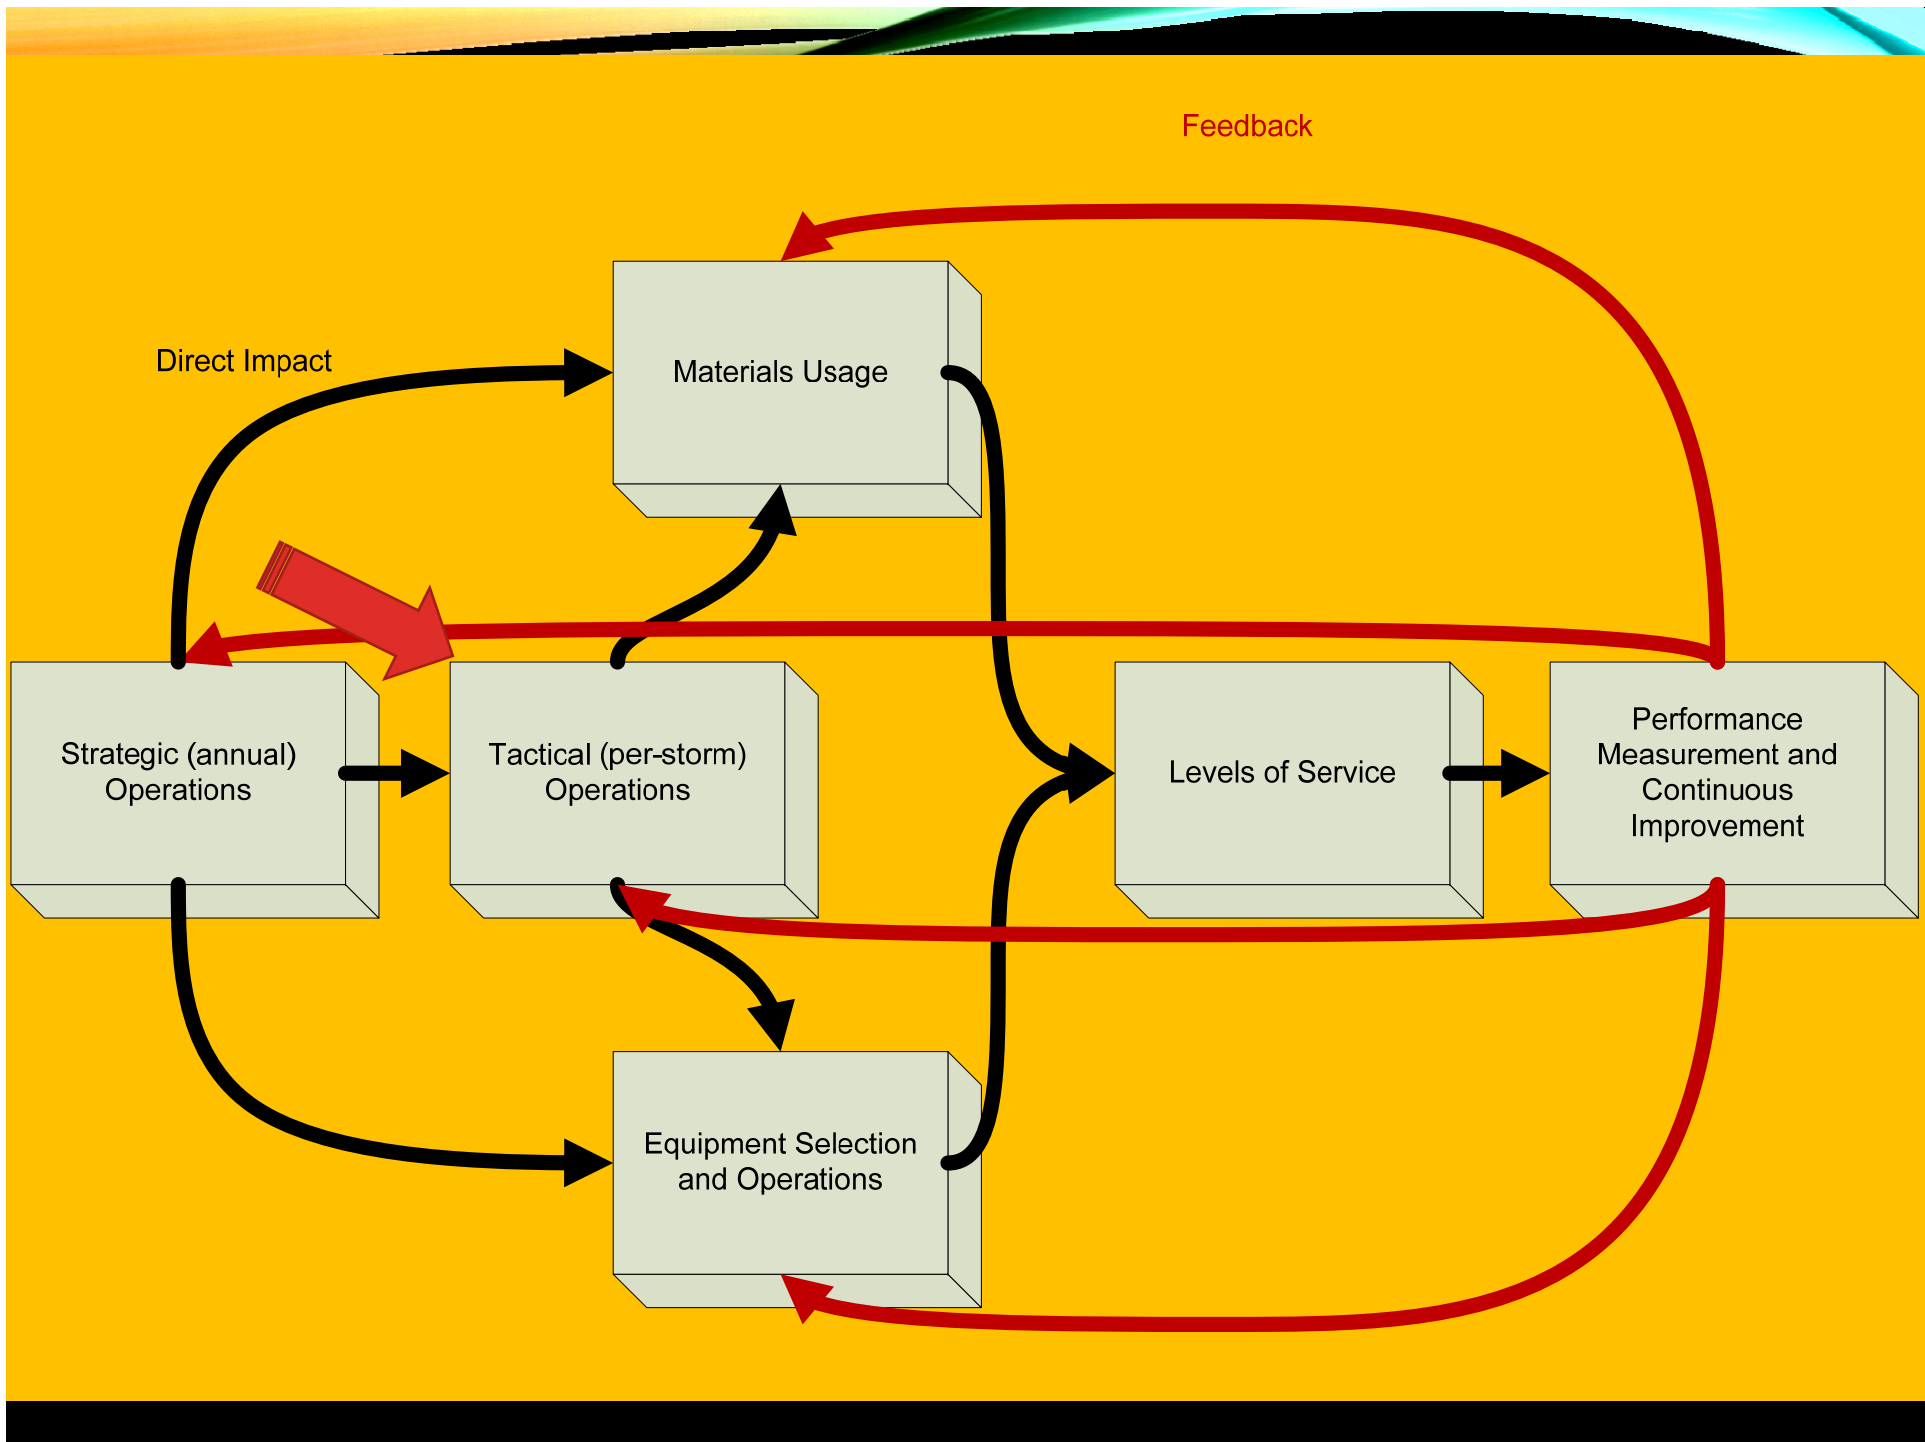 Feedback
Direct Impact
Materials Usage
Strategic (annual)
Operations
Tactical (per-storm)
Operations
Levels of Service
Performance
Measurement and
Continuous
Improvement
Equipment Selection
and Operations